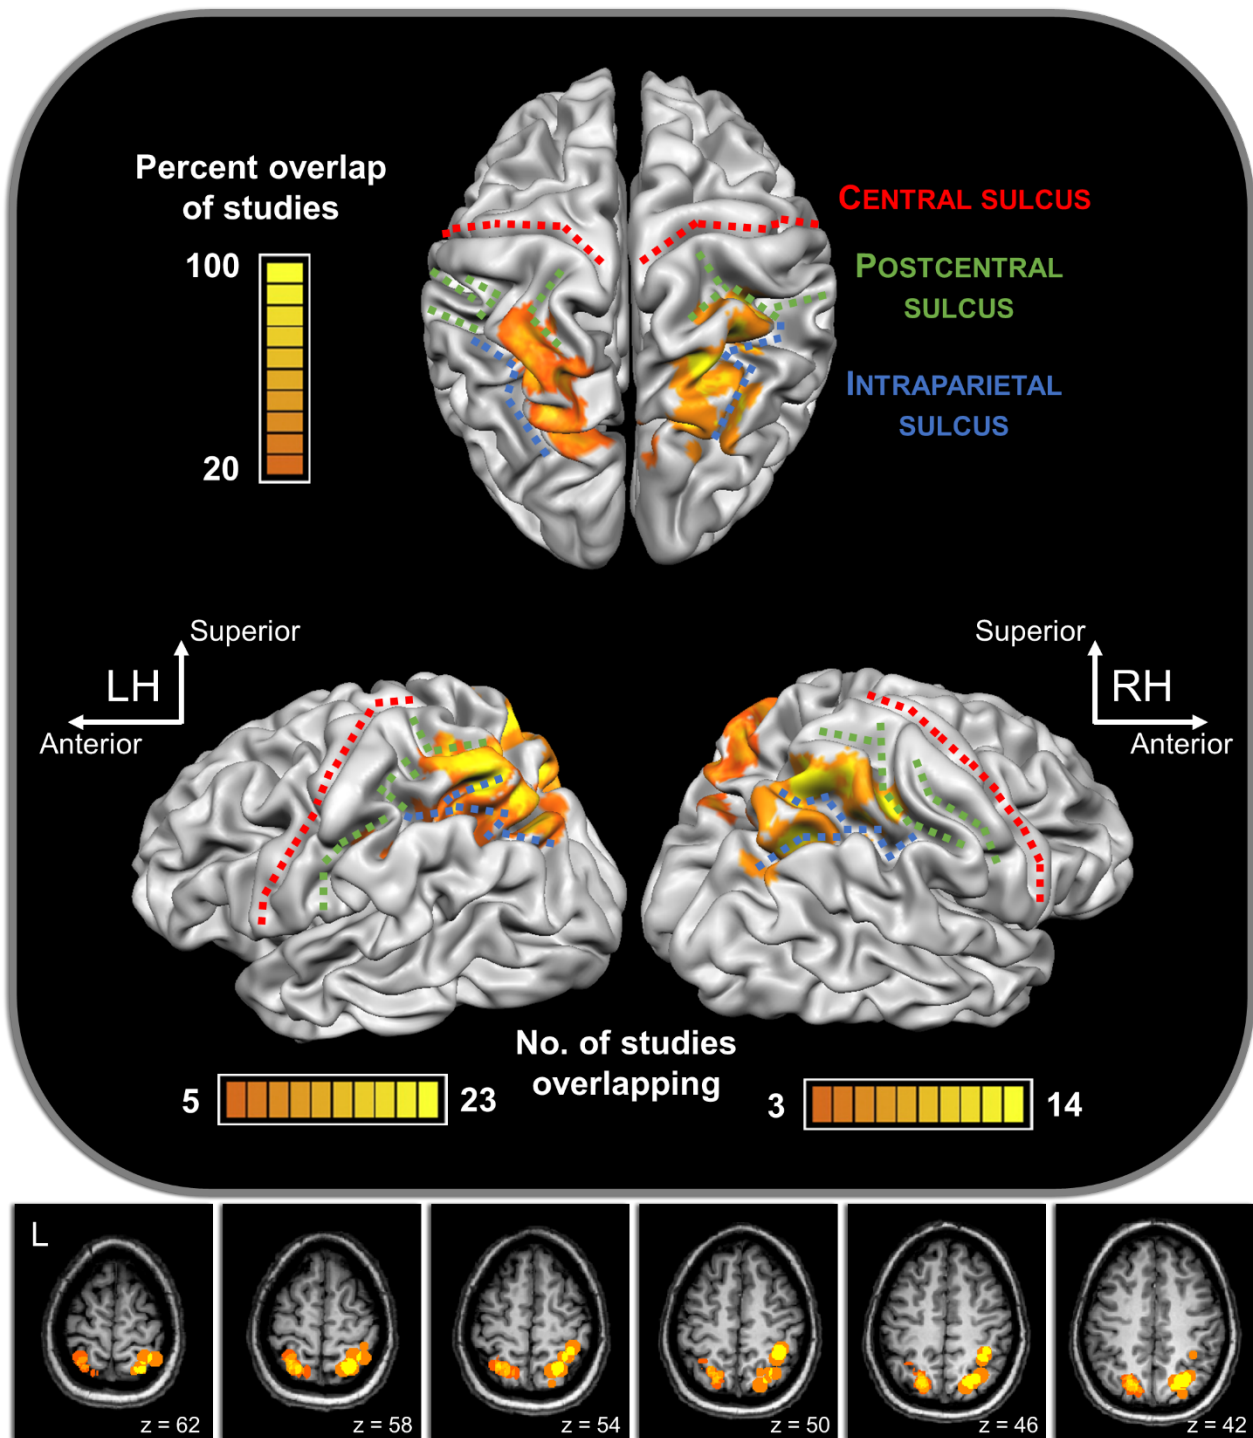 Percent overlap
of studies
100
20
CENTRAL SULCUS
POSTCENTRAL
SULCUS
INTRAPARIETAL
SULCUS
Superior
LH
Anterior
Superior
RH
Anterior
No. of studies
overlapping
5
23
3
14
L
z = 62
z = 58
z = 54
z = 50
z = 46
z = 42